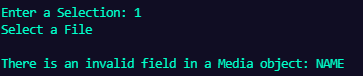 Enter a Selection: 1
Select a File
There is an invalid field in a Media object: NAME